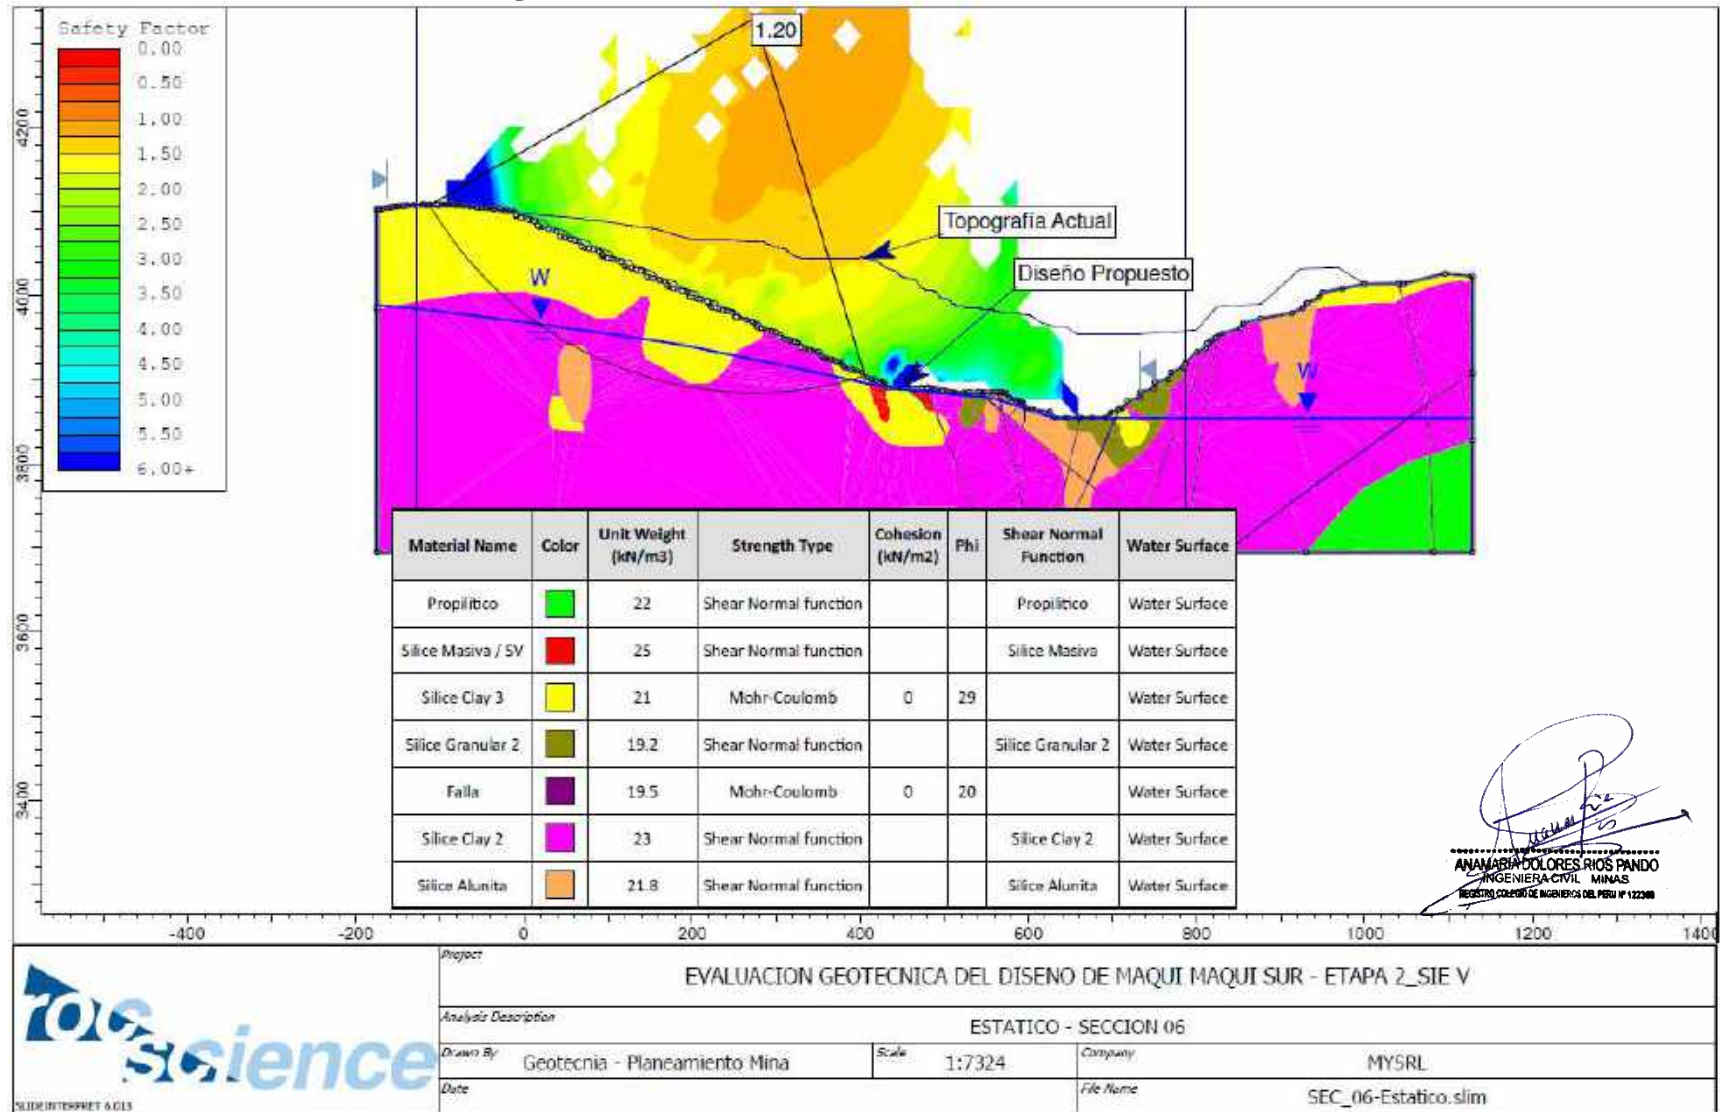 Safety Factor
0.00
0.50
1.00
1.50
2.00
2.50
3.00
3.50
4.00
4.50
5.00
5.50
6.00+
1.20
Topografía Actual
Diseño Propuesto
W
W
4200
4000
3800
3600
3400
Material Name Color Unit Weight (kN/m3) Strength Type Cohesion (kN/m2) Phi Shear Normal Function Water Surface
Propilitico 22 Shear Normal function Propilitico Water Surface
Silice Masiva / SV 25 Shear Normal function Silice Masiva Water Surface
Silice Clay 3 21 Mohr-Coulomb 0 29 Water Surface
Silice Granular 2 19.2 Shear Normal function Silice Granular 2 Water Surface
Falla 19.5 Mohr-Coulomb 0 20 Water Surface
Silice Clay 2 23 Shear Normal function Silice Clay 2 Water Surface
Silice Alunita 21.8 Shear Normal function Silice Alunita Water Surface
ANAMARIA DOLORES RIOS PANDO
INGENIERA CIVIL MINAS
REGISTRO COLEGIO DE INGENIEROS DEL PERU N°
-400 -200 0 200 400 600 800 1000 1200 1400
rocscience
SLIDEINTERPRET 6.013
Project
EVALUACION GEOTECNICA DEL DISENO DE MAQUI MAQUI SUR - ETAPA 2_SIE V
Analysis Description
ESTATICO - SECCION 06
Drawn By Geotecnia - Planeamiento Mina Scale 1:7324 Company MYSRL
Date File Name SEC_06-Estatico.slim